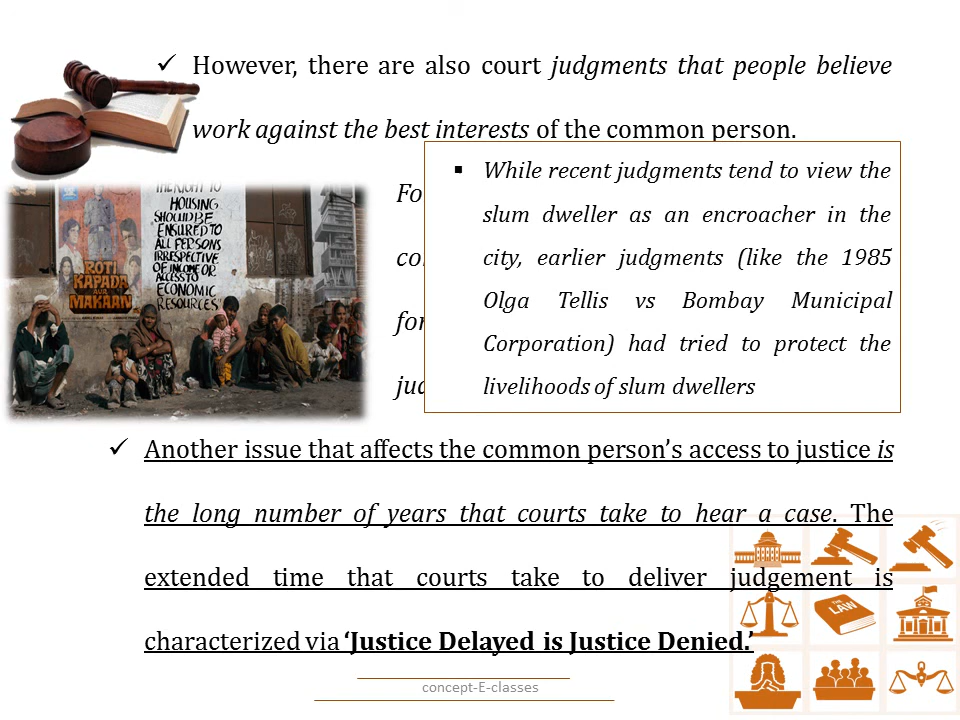 However, there are also court judgments that people believe
work against the best interests of the common person.
While recent judgments tend to view the
slum dweller as an encroacher in the
city, earlier judgments (like the 1985
Olga Tellis vs Bombay Municipal
Corporation) had tried to protect the
livelihoods of slum dwellers
THE RIGHT TO
HOUSING
SHOULD BE
ENSURED TO
ALL PERSONS
IRRESPECTIVE
OF INCOME OR
ACCESS TO
ECONOMIC
RESOURCES
ROTI
KAPADA
AUR
MAKAAN
Another issue that affects the common person’s access to justice is
the long number of years that courts take to hear a case. The
extended time that courts take to deliver judgement is
characterized via ‘Justice Delayed is Justice Denied.’
THE
LAW
concept-E-classes